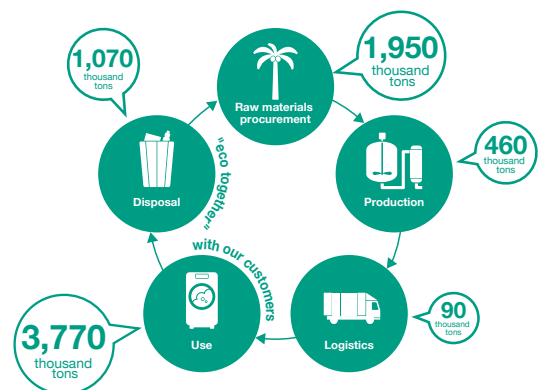 1,950
thousand
tons
Raw materials
procurement
460
thousand
tons
Production
90
thousand
tons
Logistics
3,770
thousand
tons
Use
1,070
thousand
tons
Disposal
"eco together"
with our customers